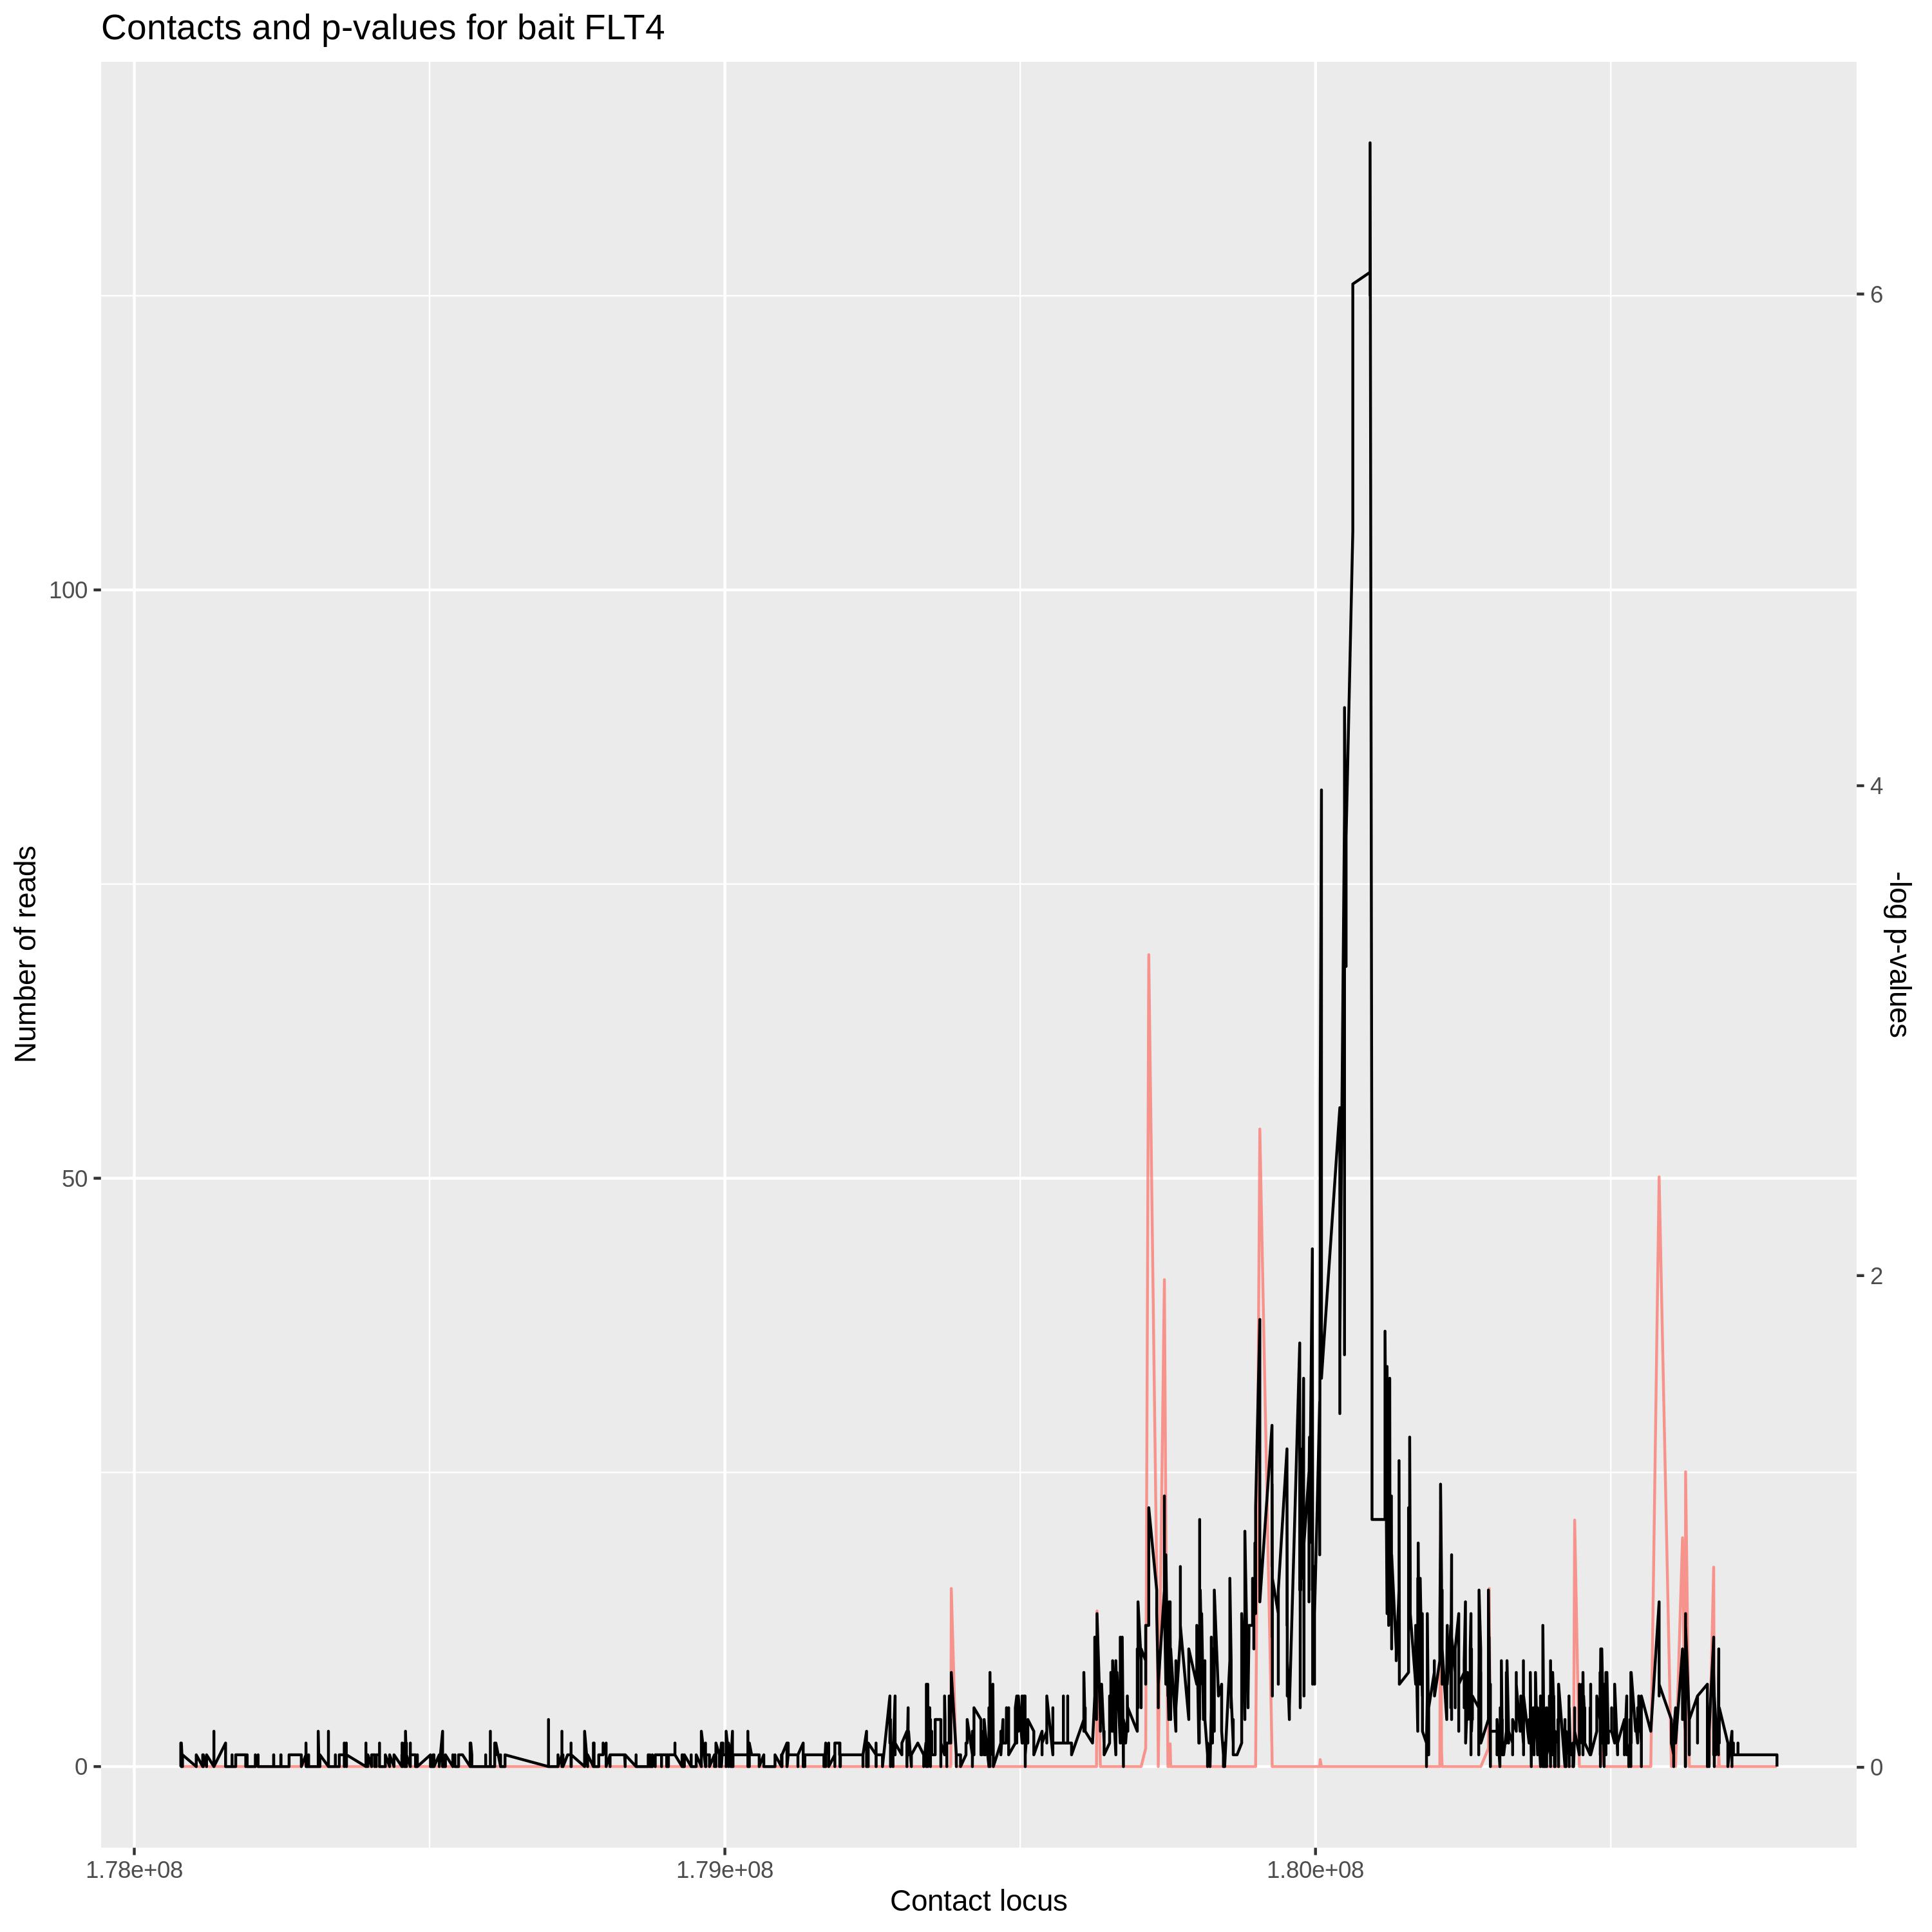 Contacts and p-values for bait FLT4
Number of reads
100
50
0
6
4
2
0
-log p-values
1.78e+08
1.79e+08
1.80e+08
Contact locus